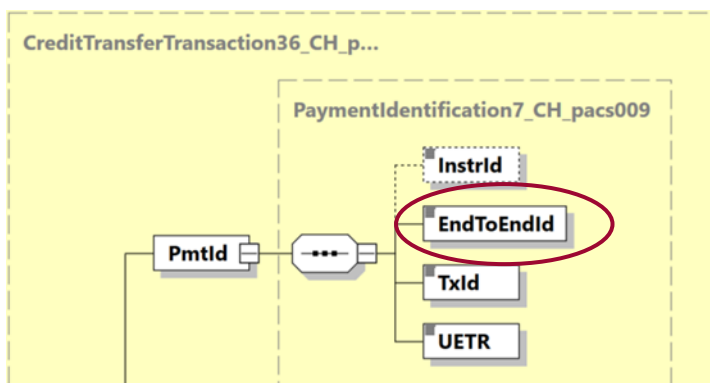 CreditTransferTransaction36_CH_p...
PaymentIdentification7_CH_pacs009
InstrId
EndToEndId
PmtId
TxId
UETR